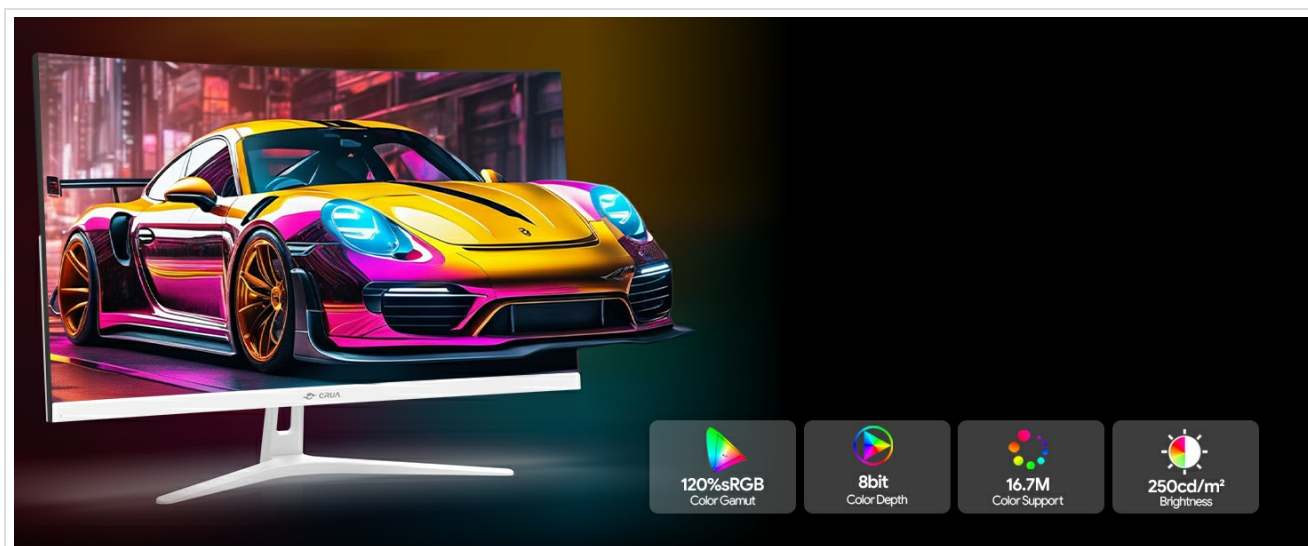 CRUA
120%sRGB
Color Gamut
8bit
Color Depth
16.7M
Color Support
250cd/m²
Brightness